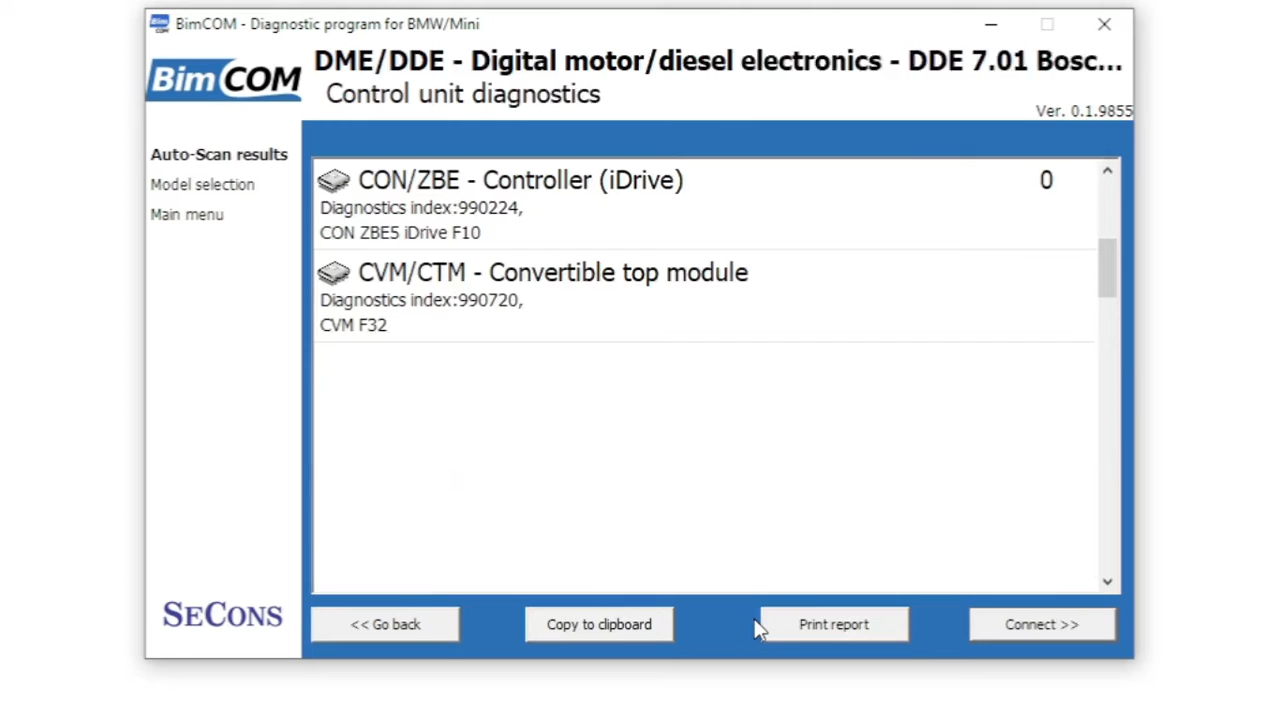 BimCOM - Diagnostic program for BMW/Mini
BimCOM
DME/DDE - Digital motor/diesel electronics - DDE 7.01 Bosc...
Control unit diagnostics
Ver. 0.1.9855
Auto-Scan results
Model selection
Main menu
CON/ZBE - Controller (iDrive) 0
Diagnostics index:990224,
CON ZBE5 iDrive F10
CVM/CTM - Convertible top module
Diagnostics index:990720,
CVM F32
SECONS
<< Go back
Copy to clipboard
Print report
Connect >>